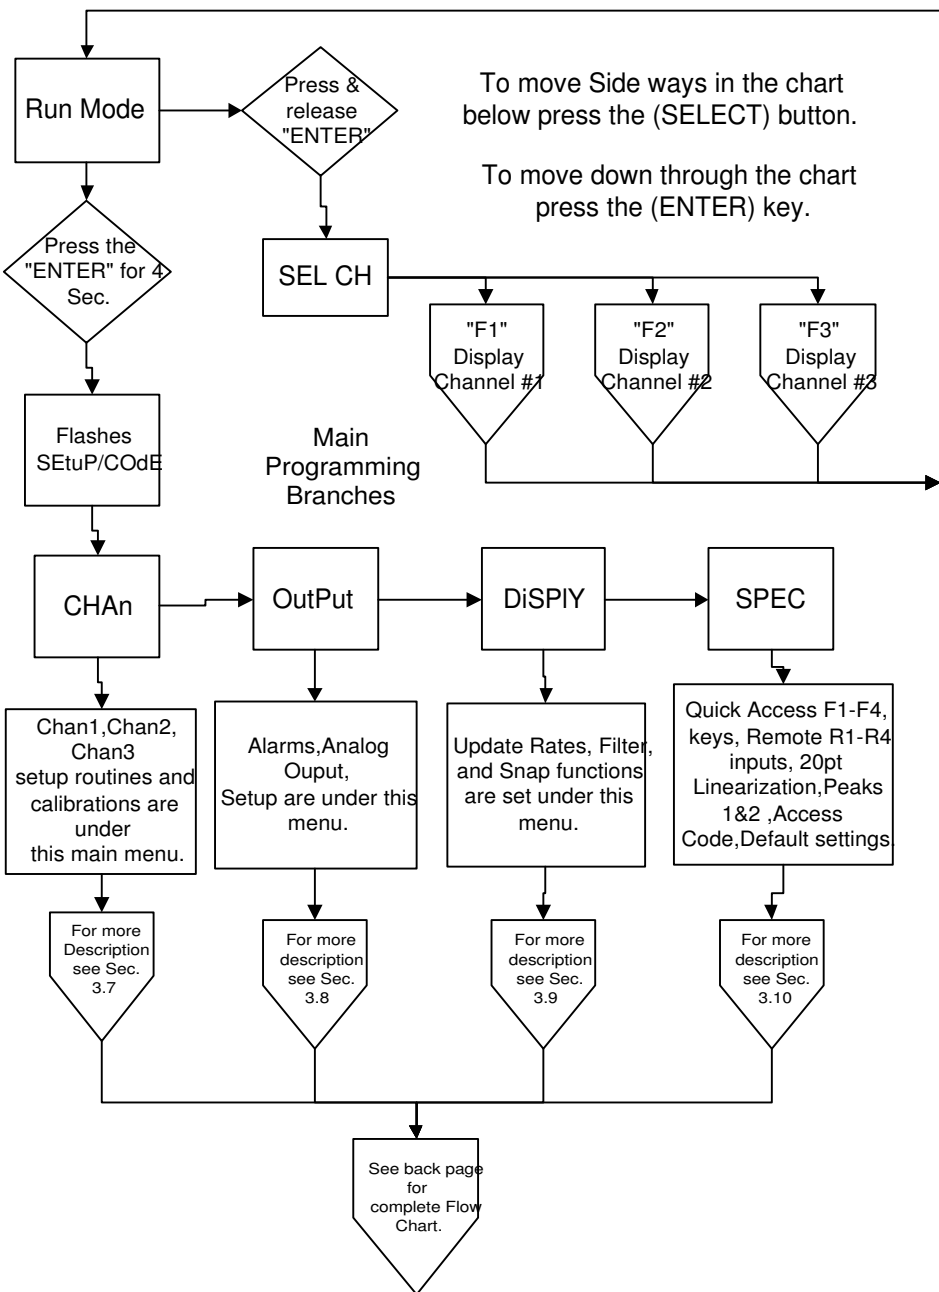 Run Mode
Press &
release
"ENTER"
To move Side ways in the chart
below press the (SELECT) button.
To move down through the chart
press the (ENTER) key.
Press the
"ENTER" for 4
Sec.
SEL CH
"F1"
Display
Channel #1
"F2"
Display
Channel #2
"F3"
Display
Channel #3
Flashes
SEtuP/COdE
Main
Programming
Branches
CHAn
OutPut
DiSPlY
SPEC
Chan1,Chan2,
Chan3
setup routines and
calibrations are
under
this main menu.
Alarms,Analog
Ouput,
Setup are under this
menu.
Update Rates, Filter,
and Snap functions
are set under this
menu.
Quick Access F1-F4,
keys, Remote R1-R4
inputs, 20pt
Linearization,Peaks
1&2 ,Access
Code,Default settings.
For more
Description
see Sec.
3.7
For more
description
see Sec.
3.8
For more
description
see Sec.
3.9
For more
description
see Sec.
3.10
See back page
for
complete Flow
Chart.